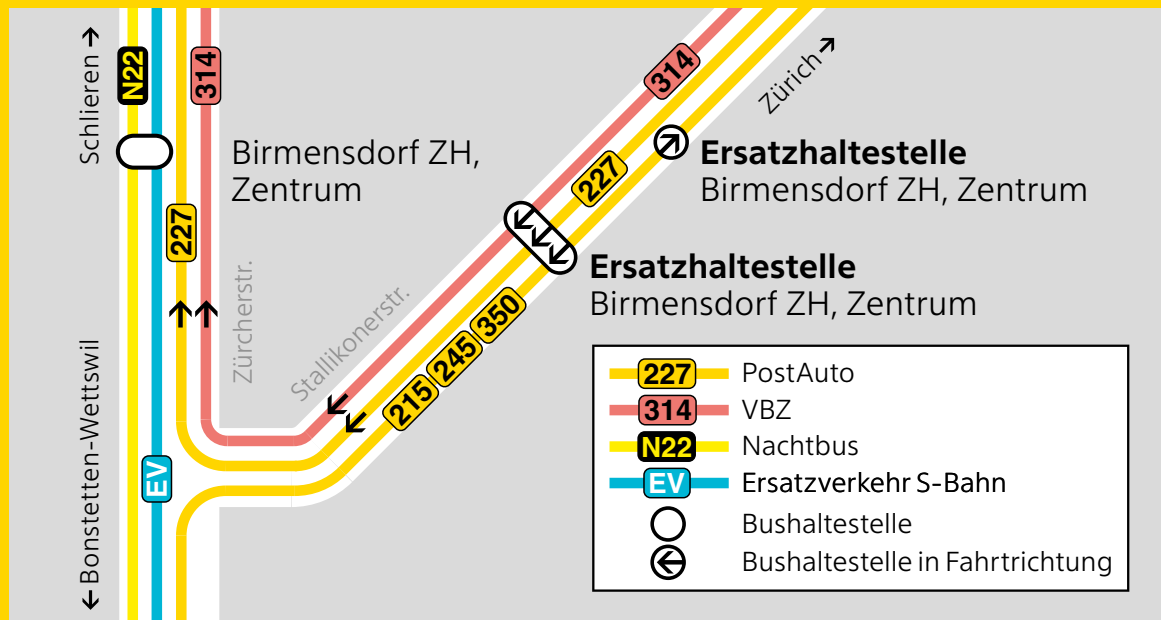 Schlieren →
N22
314
Birmensdorf ZH,
Zentrum
227
Zürcherstr.
EV
← Bonstetten-Wettswil
Stallikonerstr.
314
Zürich →
227
Ersatzhaltestelle
Birmensdorf ZH, Zentrum
Ersatzhaltestelle
Birmensdorf ZH, Zentrum
215 245 350
227 PostAuto
314 VBZ
N22 Nachtbus
EV Ersatzverkehr S-Bahn
Bushaltestelle
Bushaltestelle in Fahrtrichtung